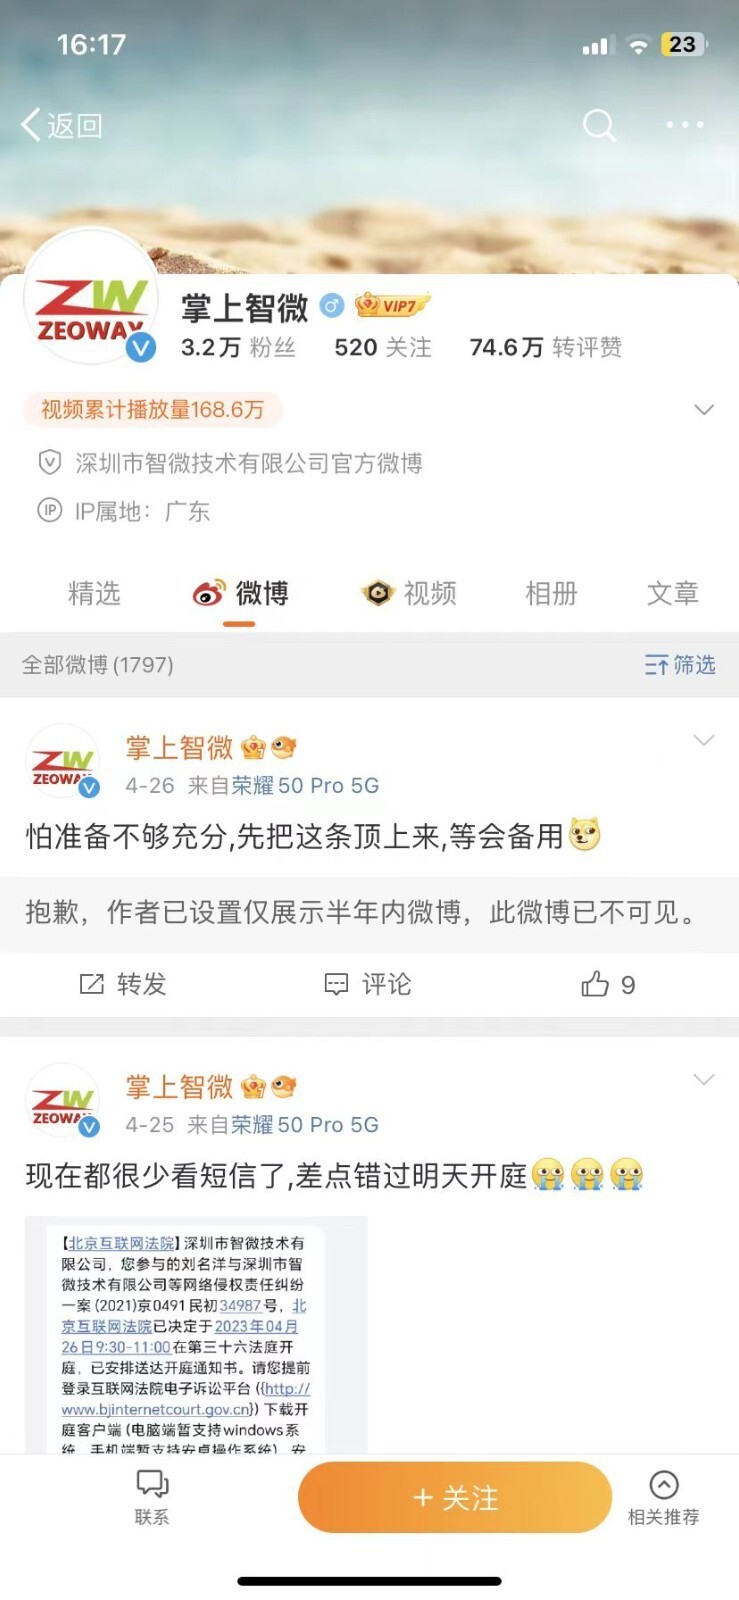 16:17
23
返回
ZW
ZEOWAY
掌上智微 VIP7
3.2万 粉丝 520 关注 74.6万 转评赞
视频累计播放量168.6万
深圳市智微技术有限公司官方微博
IP IP属地：广东
精选 微博 视频 相册 文章
全部微博(1797) 筛选
ZW
掌上智微
4-26 来自荣耀50 Pro 5G
怕准备不够充分,先把这条顶上来,等会备用
抱歉，作者已设置仅展示半年内微博，此微博已不可见。
转发 评论 9
ZW
掌上智微
4-25 来自荣耀50 Pro 5G
现在都很少看短信了,差点错过明天开庭
【北京互联网法院】深圳市智微技术有
限公司，您参与的刘名洋与深圳市智
微技术有限公司等网络侵权责任纠纷
一案(2021)京0491民初34987号，北
京互联网法院已决定于2023年04月
26日9:30-11:00在第三十六法庭开
庭，已安排送达开庭通知书。请您提前
登录互联网法院电子诉讼平台({http://
www.bjinternetcourt.gov.cn}) 下载开
庭客户端(电脑端暂支持windows系
统，手机端暂支持安卓操作系统)，安
联系
+ 关注
相关推荐